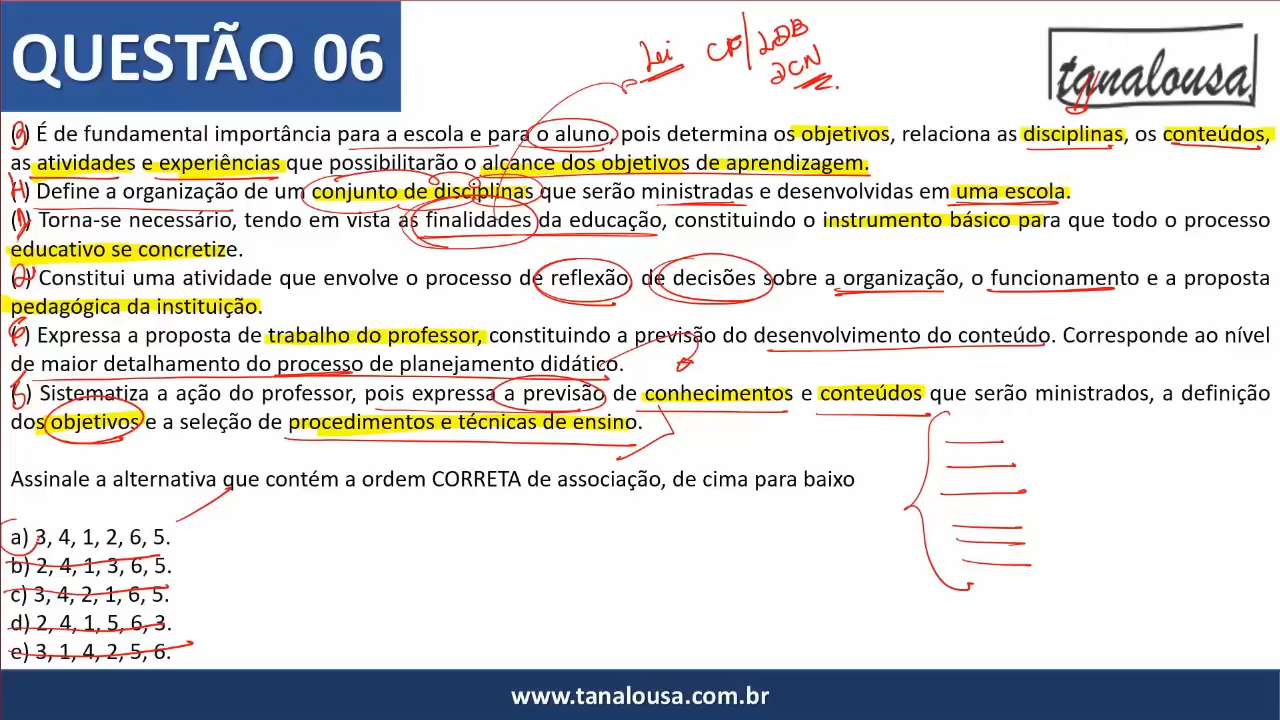 QUESTÃO 06
Lei CF/LDB
DCN
tanalousa
(3) É de fundamental importância para a escola e para o aluno, pois determina os objetivos, relaciona as disciplinas, os conteúdos,
as atividades e experiências que possibilitarão o alcance dos objetivos de aprendizagem.
(4) Define a organização de um conjunto de disciplinas que serão ministradas e desenvolvidas em uma escola.
(1) Torna-se necessário, tendo em vista as finalidades da educação, constituindo o instrumento básico para que todo o processo
educativo se concretize.
(2) Constitui uma atividade que envolve o processo de reflexão, de decisões sobre a organização, o funcionamento e a proposta
pedagógica da instituição.
(6) Expressa a proposta de trabalho do professor, constituindo a previsão do desenvolvimento do conteúdo. Corresponde ao nível
de maior detalhamento do processo de planejamento didático.
(5) Sistematiza a ação do professor, pois expressa a previsão de conhecimentos e conteúdos que serão ministrados, a definição
dos objetivos e a seleção de procedimentos e técnicas de ensino.
Assinale a alternativa que contém a ordem CORRETA de associação, de cima para baixo
a) 3, 4, 1, 2, 6, 5.
b) 2, 4, 1, 3, 6, 5.
c) 3, 4, 2, 1, 6, 5.
d) 2, 4, 1, 5, 6, 3.
e) 3, 1, 4, 2, 5, 6.
www.tanalousa.com.br